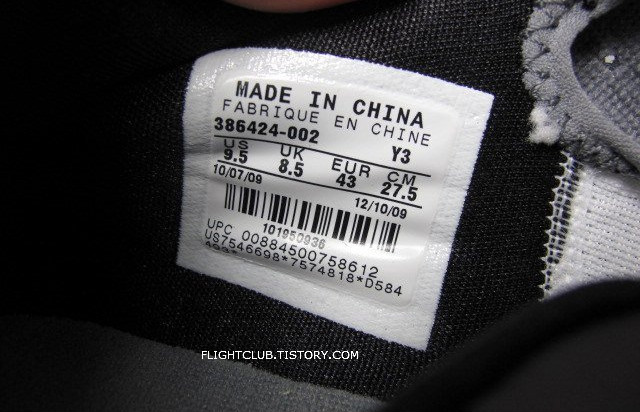 MADE IN CHINA
FABRIQUE EN CHINE
386424-002 Y3
US UK EUR CM
9.5 8.5 43 27.5
10/07/09 12/10/09
101950936
UPC 00884500758612
US7546698*7574818*D584
FLIGHTCLUB.TISTORY.COM